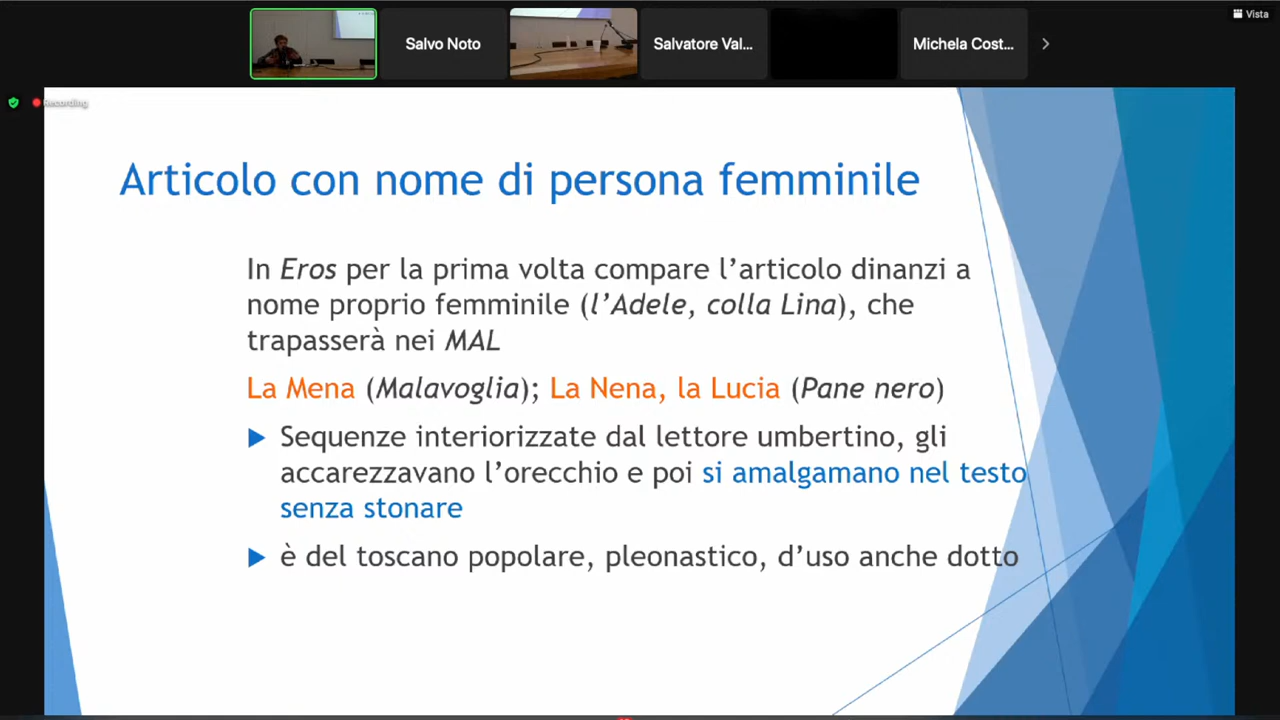 Vista
Salvo Noto
Salvatore Val...
Michela Cost...
Recording
Articolo con nome di persona femminile
In Eros per la prima volta compare l’articolo dinanzi a
nome proprio femminile (l’Adele, colla Lina), che
trapasserà nei MAL
La Mena (Malavoglia); La Nena, la Lucia (Pane nero)
Sequenze interiorizzate dal lettore umbertino, gli
accarezzavano l’orecchio e poi si amalgamano nel testo
senza stonare
è del toscano popolare, pleonastico, d’uso anche dotto